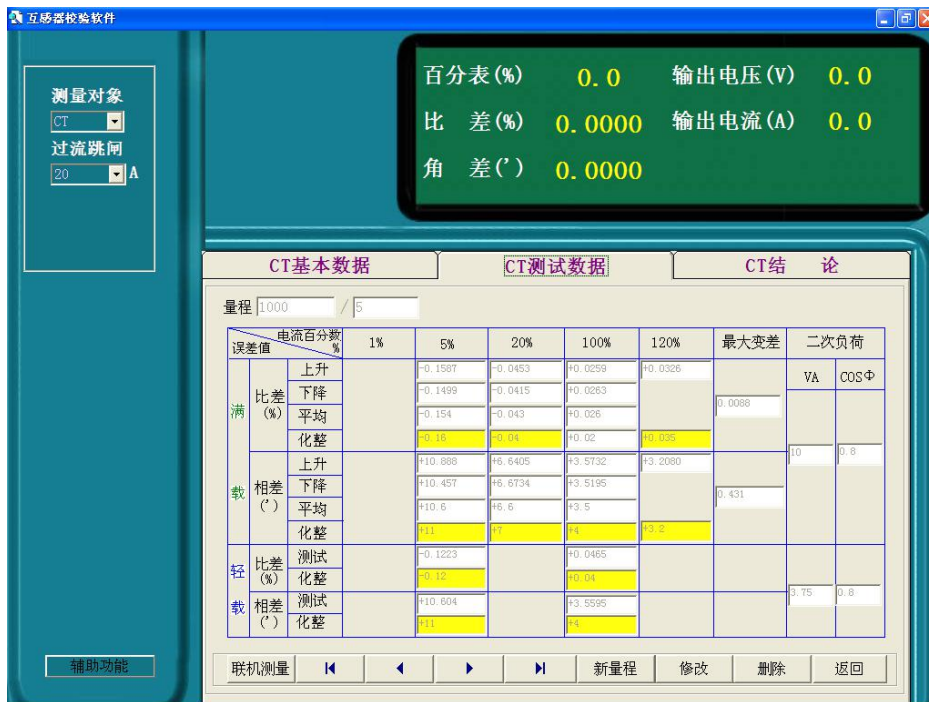 互感器校验软件
测量对象
CT
过流跳闸
20 A
辅助功能
百分表(%) 0.0 输出电压(V) 0.0
比 差(%) 0.0000 输出电流(A) 0.0
角 差(′) 0.0000
CT基本数据 CT测试数据 CT结 论
量程 1000 / 5
电流百分数 % 误差值 1% 5% 20% 100% 120% 最大变差 二次负荷
VA COSΦ
满载 比差(%) 上升 -0.1587 -0.0453 +0.0259 +0.0326
下降 -0.1499 -0.0415 +0.0263
0.0088
平均 -0.154 -0.043 +0.026
化整 -0.16 -0.04 +0.02 +0.035
10 0.8
相差(′) 上升 +10.888 +6.6405 +3.5732 +3.2080
下降 +10.457 +6.6734 +3.5195
0.431
平均 +10.6 +6.6 +3.5
化整 +11 +7 +4 +3.2
轻载 比差(%) 测试 -0.1223 +0.0465
化整 -0.12 +0.04
3.75 0.8
相差(′) 测试 +10.604 +3.5595
化整 +11 +4
联机测量 新量程 修改 删除 返回